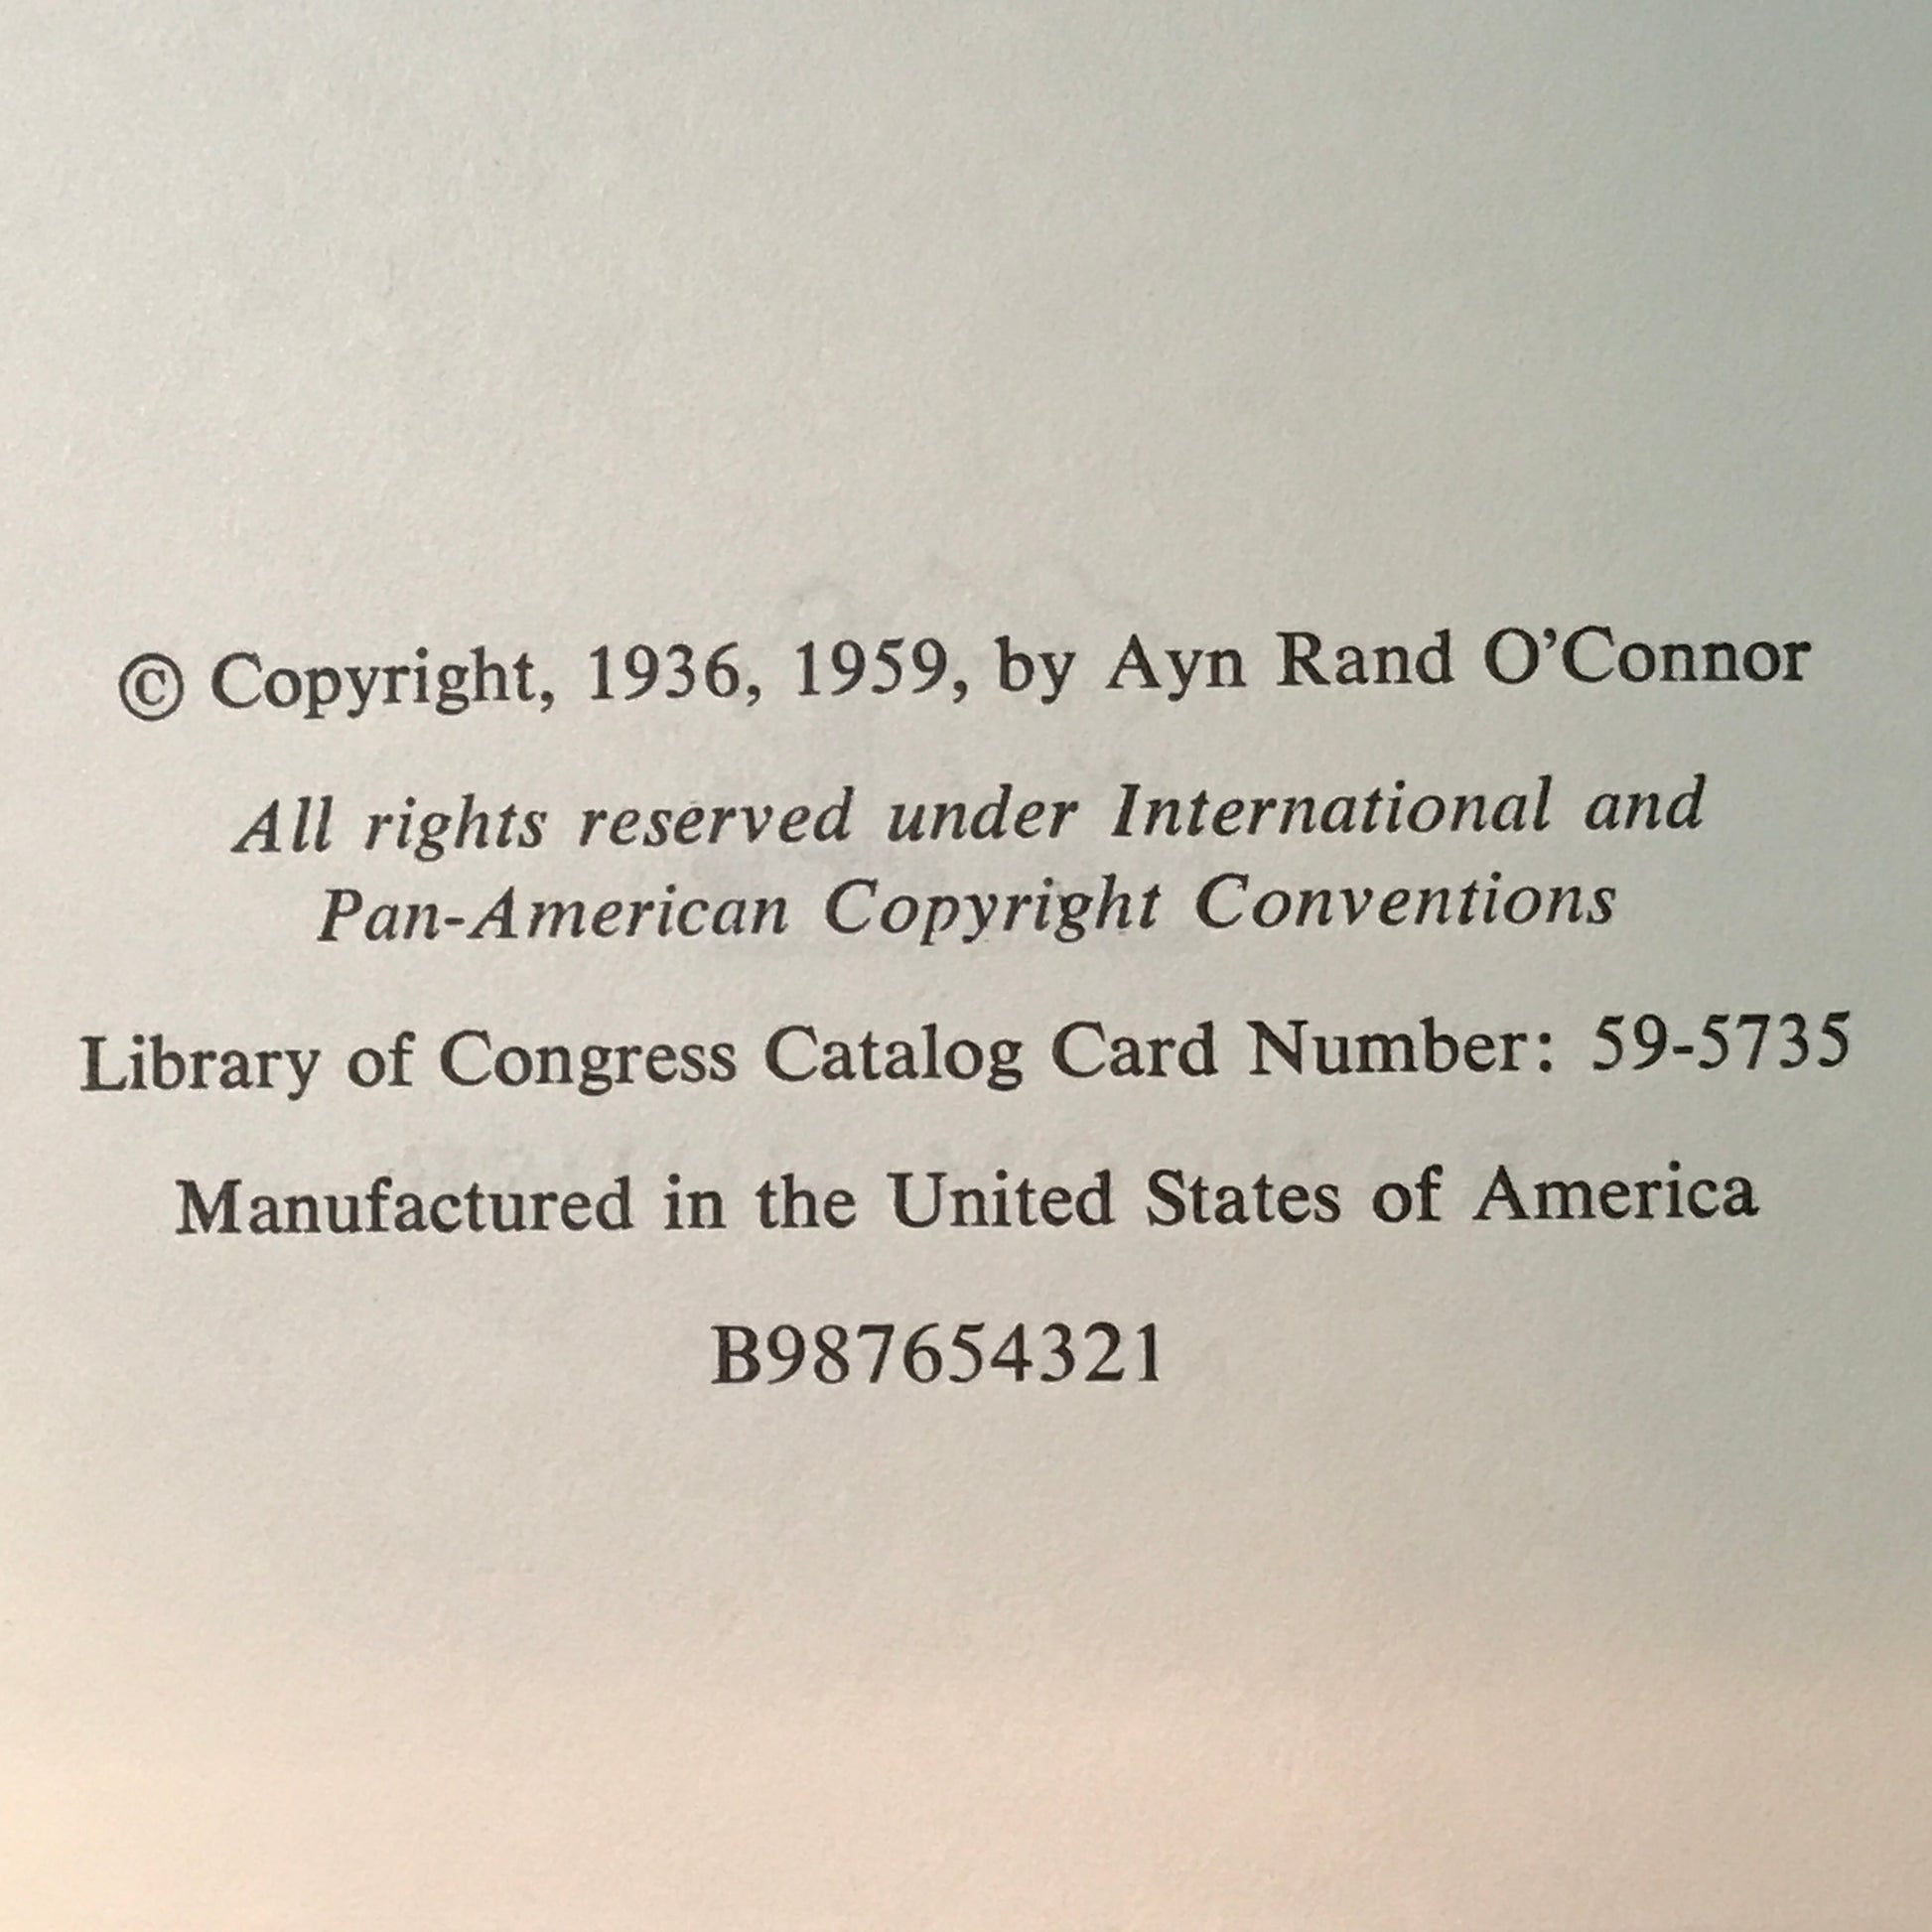 © Copyright, 1936, 1959, by Ayn Rand O’Connor
All rights reserved under International and
Pan-American Copyright Conventions
Library of Congress Catalog Card Number: 59-5735
Manufactured in the United States of America
B987654321